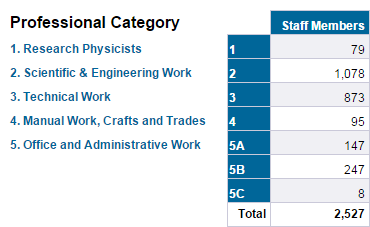 Professional Category
1. Research Physicists
2. Scientific & Engineering Work
3. Technical Work
4. Manual Work, Crafts and Trades
5. Office and Administrative Work
Staff Members
1 79
2 1,078
3 873
4 95
5A 147
5B 247
5C 8
Total 2,527